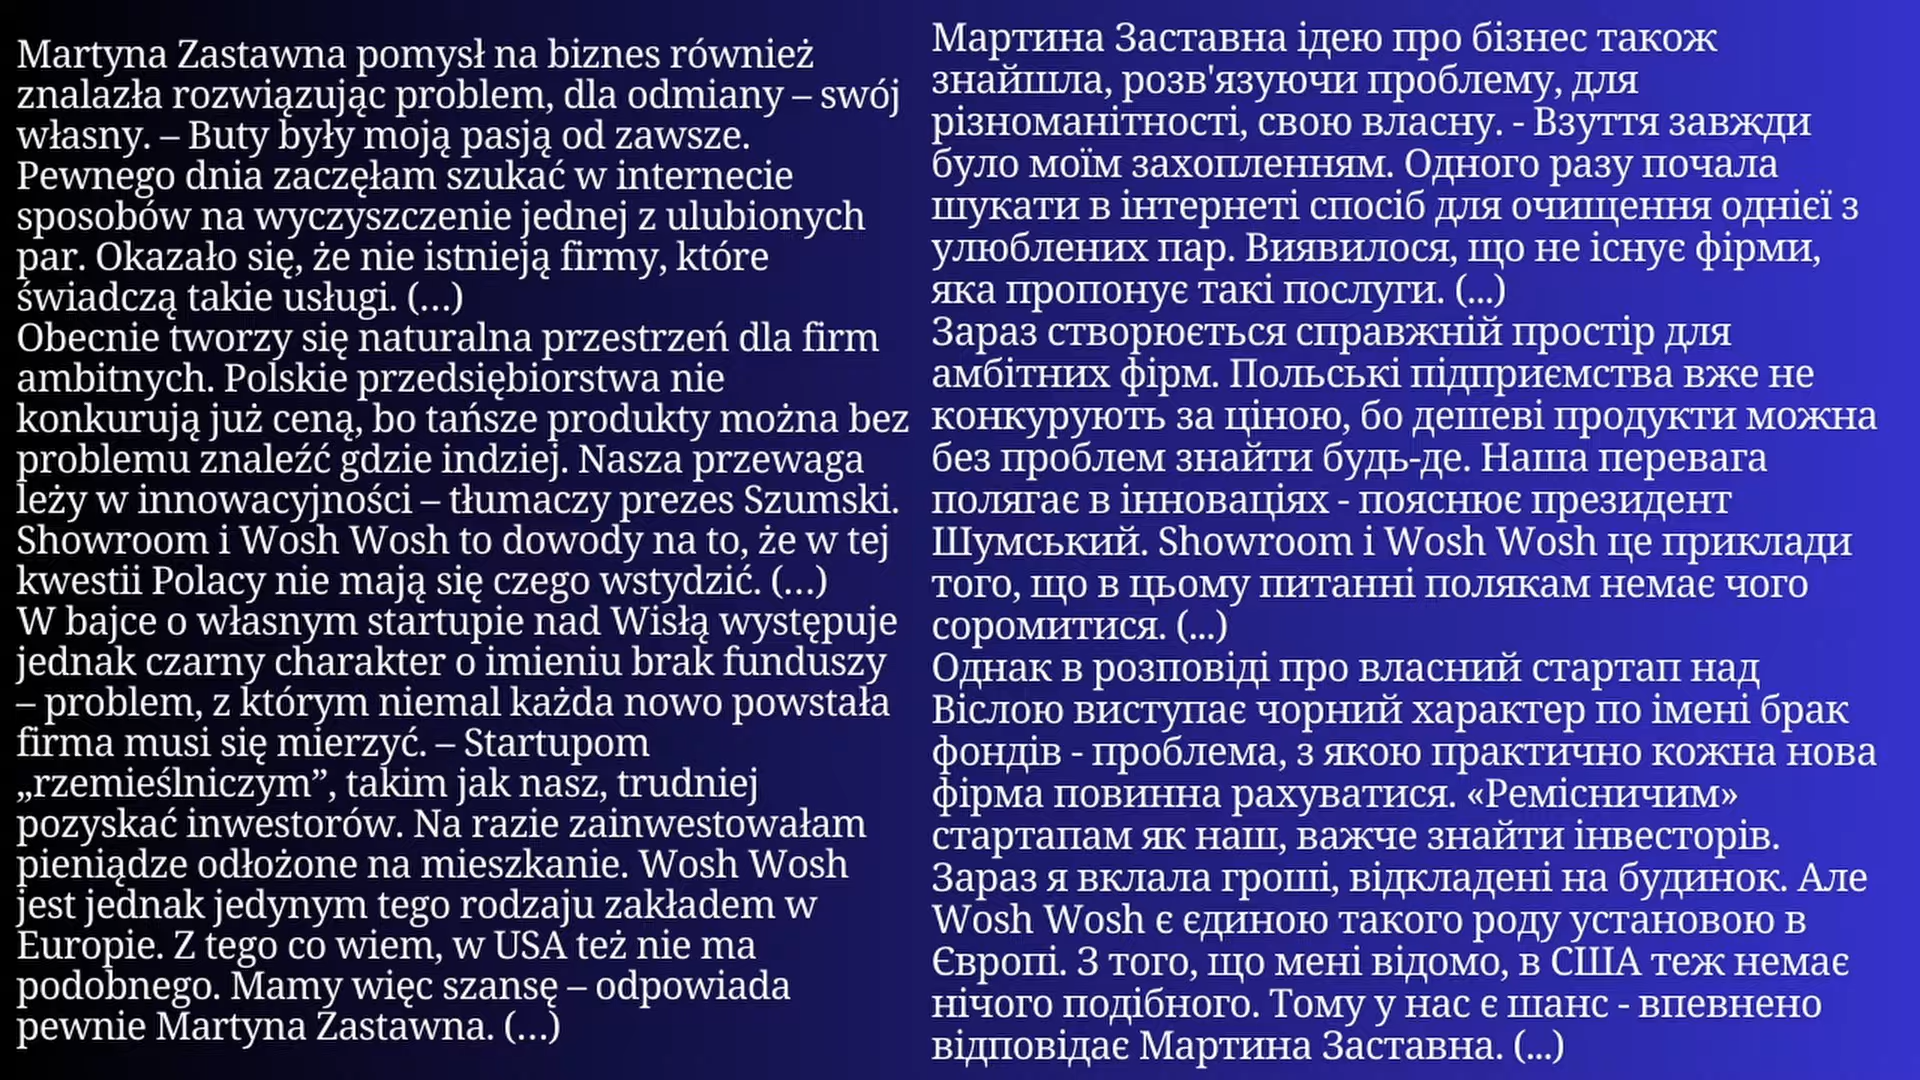 Martyna Zastawna pomysł na biznes również
znalazła rozwiązując problem, dla odmiany – swój
własny. – Buty były moją pasją od zawsze.
Pewnego dnia zaczęłam szukać w internecie
sposobów na wyczyszczenie jednej z ulubionych
par. Okazało się, że nie istnieją firmy, które
świadczą takie usługi. (…)
Obecnie tworzy się naturalna przestrzeń dla firm
ambitnych. Polskie przedsiębiorstwa nie
konkurują już ceną, bo tańsze produkty można bez
problemu znaleźć gdzie indziej. Nasza przewaga
leży w innowacyjności – tłumaczy prezes Szumski.
Showroom i Wosh Wosh to dowody na to, że w tej
kwestii Polacy nie mają się czego wstydzić. (…)
W bajce o własnym startupie nad Wisłą występuje
jednak czarny charakter o imieniu brak funduszy
– problem, z którym niemal każda nowo powstała
firma musi się mierzyć. – Startupom
„rzemieślniczym”, takim jak nasz, trudniej
pozyskać inwestorów. Na razie zainwestowałam
pieniądze odłożone na mieszkanie. Wosh Wosh
jest jednak jedynym tego rodzaju zakładem w
Europie. Z tego co wiem, w USA też nie ma
podobnego. Mamy więc szansę – odpowiada
pewnie Martyna Zastawna. (…)
Мартина Заставна ідею про бізнес також
знайшла, розв'язуючи проблему, для
різноманітності, свою власну. - Взуття завжди
було моїм захопленням. Одного разу почала
шукати в інтернеті спосіб для очищення однієї з
улюблених пар. Виявилося, що не існує фірми,
яка пропонує такі послуги. (...)
Зараз створюється справжній простір для
амбітних фірм. Польські підприємства вже не
конкурують за ціною, бо дешеві продукти можна
без проблем знайти будь-де. Наша перевага
полягає в інноваціях - пояснює президент
Шумський. Showroom і Wosh Wosh це приклади
того, що в цьому питанні полякам немає чого
соромитися. (...)
Однак в розповіді про власний стартап над
Віслою виступає чорний характер по імені брак
фондів - проблема, з якою практично кожна нова
фірма повинна рахуватися. «Ремісничим»
стартапам як наш, важче знайти інвесторів.
Зараз я вклала гроші, відкладені на будинок. Але
Wosh Wosh є єдиною такого роду установою в
Європі. З того, що мені відомо, в США теж немає
нічого подібного. Тому у нас є шанс - впевнено
відповідає Мартина Заставна. (...)